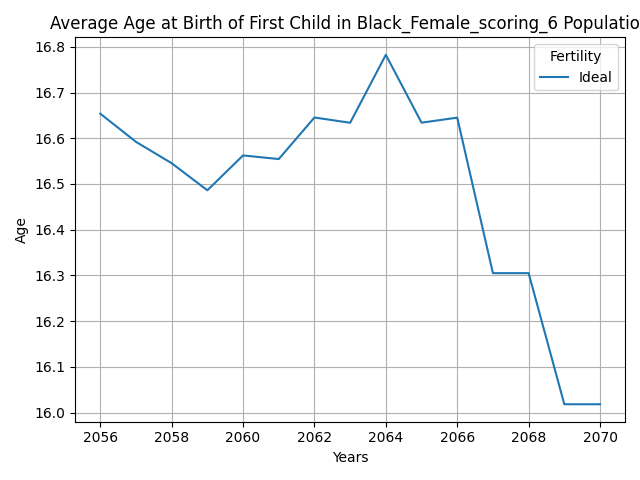 Average Age at Birth of First Child in Black_Female_scoring_6 Populatio
Fertility
Ideal
16.8
16.7
16.6
16.5
16.4
16.3
16.2
16.1
16.0
Age
2056 2058 2060 2062 2064 2066 2068 2070
Years